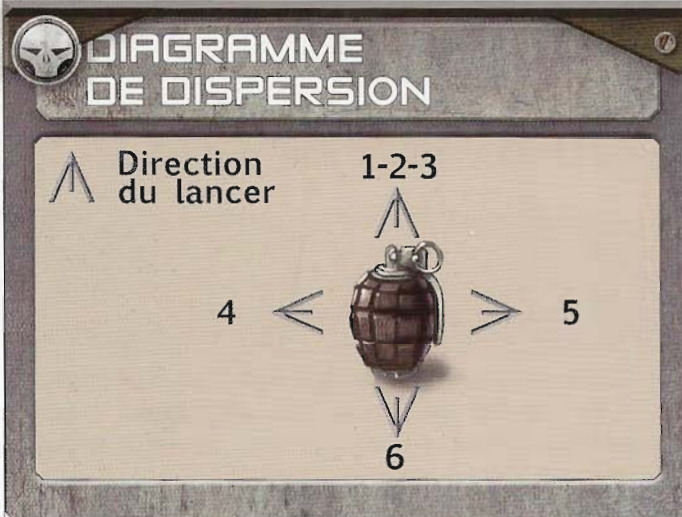 DIAGRAMME
DE DISPERSION
Direction
du lancer
1-2-3
4
5
6